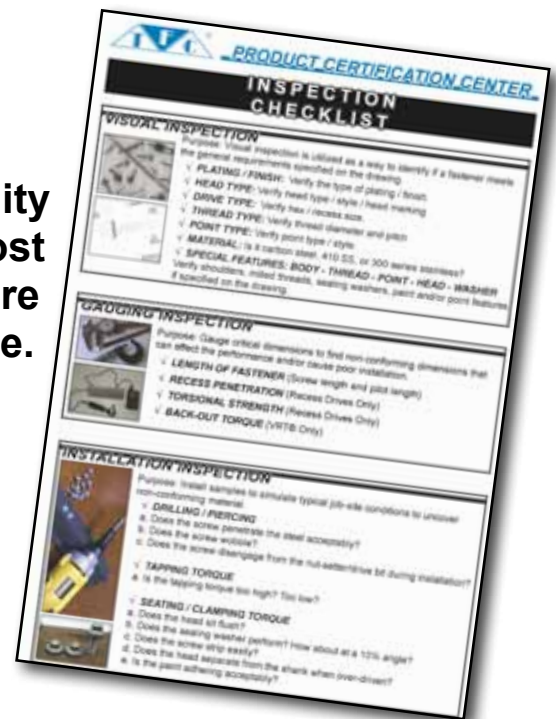 ity
ost
re
e.
TFC
PRODUCT CERTIFICATION CENTER
INSPECTION
CHECKLIST
VISUAL INSPECTION
Purpose: Visual inspection is utilized as a way to identify if a fastener meets
the general requirements specified on the drawing.
√ PLATING / FINISH: Verify the type of plating / finish.
√ HEAD TYPE: Verify head type / style / head marking
√ DRIVE TYPE: Verify hex / recess size.
√ THREAD TYPE: Verify thread diameter and pitch
√ POINT TYPE: Verify point type / style
√ MATERIAL: Is it carbon steel, 410 SS, or 300 series stainless?
√ SPECIAL FEATURES: BODY - THREAD - POINT - HEAD - WASHER
Verify shoulders, milled threads, sealing washers, paint and/or point features
if specified on the drawing.
GAUGING INSPECTION
Purpose: Gauge critical dimensions to find non-conforming dimensions that
can effect the performance and/or cause poor installation.
√ LENGTH OF FASTENER (Screw length and pilot length)
√ RECESS PENETRATION (Recess Drives Only)
√ TORSIONAL STRENGTH (Recess Drives Only)
√ BACK-OUT TORQUE (VRT® Only)
INSTALLATION INSPECTION
Purpose: Install samples to simulate typical job-site conditions to uncover
non-conforming material.
√ DRILLING / PIERCING
a. Does the screw penetrate the steel acceptably?
b. Does the screw wobble?
c. Does the screw disengage from the nut-setter/drive bit during installation?
√ TAPPING TORQUE
a. Is the tapping torque too high? Too low?
√ SEATING / CLAMPING TORQUE
a. Does the head sit flush?
b. Does the sealing washer perform? How about at a 10% angle?
c. Does the screw strip easily?
d. Does the head separate from the shank when over-driven?
e. Is the paint adhering acceptably?